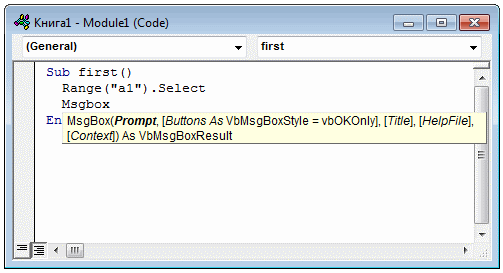 Книга1 - Module1 (Code)
(General) first
Sub first()
Range("a1").Select
Msgbox
En MsgBox(Prompt, [Buttons As VbMsgBoxStyle = vbOKOnly], [Title], [HelpFile],
[Context]) As VbMsgBoxResult